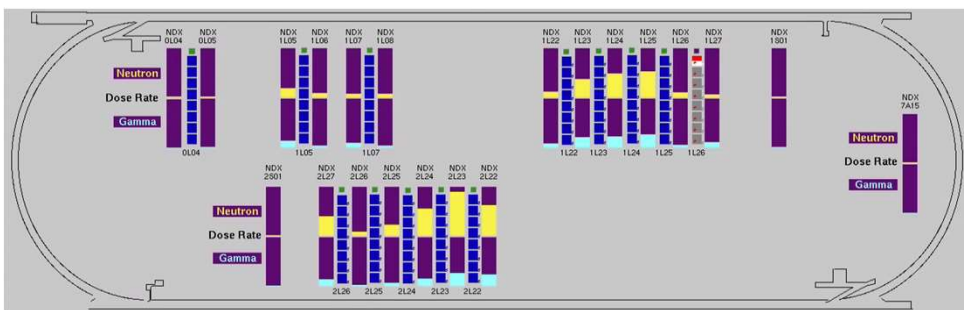 NDX NDX NDX NDX NDX NDX NDX NDX NDX NDX NDX NDX NDX
0L04 0L05 1L05 1L06 1L07 1L08 1L22 1L23 1L24 1L25 1L26 1L27 1S01
Neutron
Dose Rate
Gamma
0L04 1L05 1L07 1L22 1L23 1L24 1L25 1L26
NDX
7A15
Neutron
Dose Rate
Gamma
NDX NDX NDX NDX NDX NDX NDX
2S01 2L27 2L26 2L25 2L24 2L23 2L22
Neutron
Dose Rate
Gamma
2L26 2L25 2L24 2L23 2L22